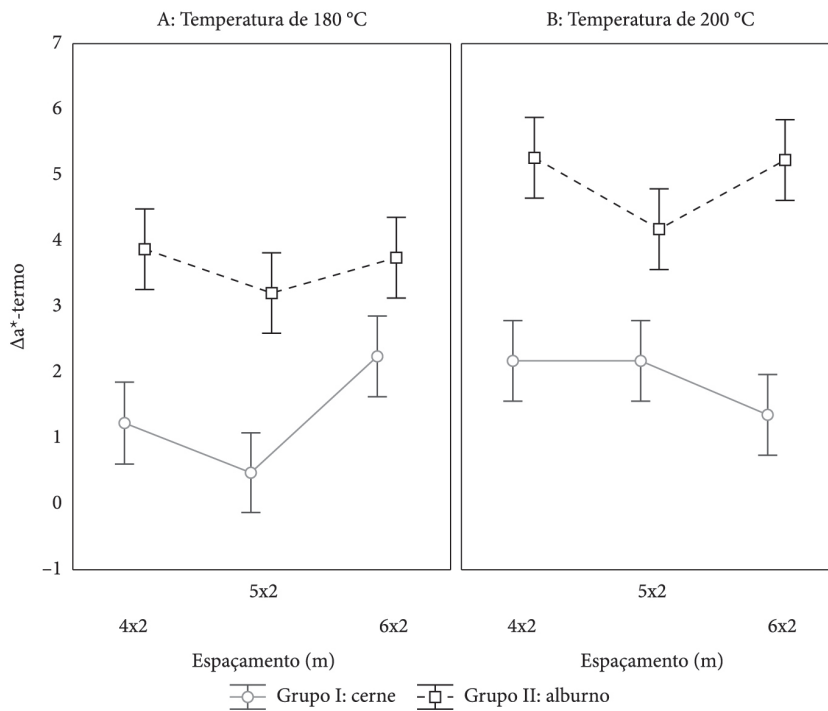 A: Temperatura de 180 °C
B: Temperatura de 200 °C
7
6
5
4
3
2
1
0
–1
Δa*-termo
5x2
5x2
4x2
6x2
4x2
6x2
Espaçamento (m)
Espaçamento (m)
Grupo I: cerne
Grupo II: alburno